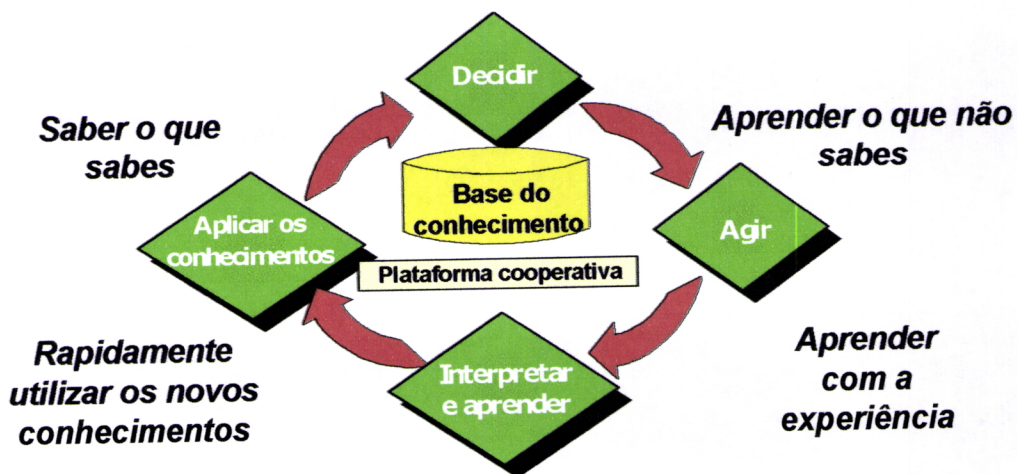 Decidir
Saber o que
sabes
Aprender o que não
sabes
Base do
conhecimento
Aplicar os
conhecimentos
Agir
Plataforma cooperativa
Rapidamente
utilizar os novos
conhecimentos
Interpretar
e aprender
Aprender
com a
experiência